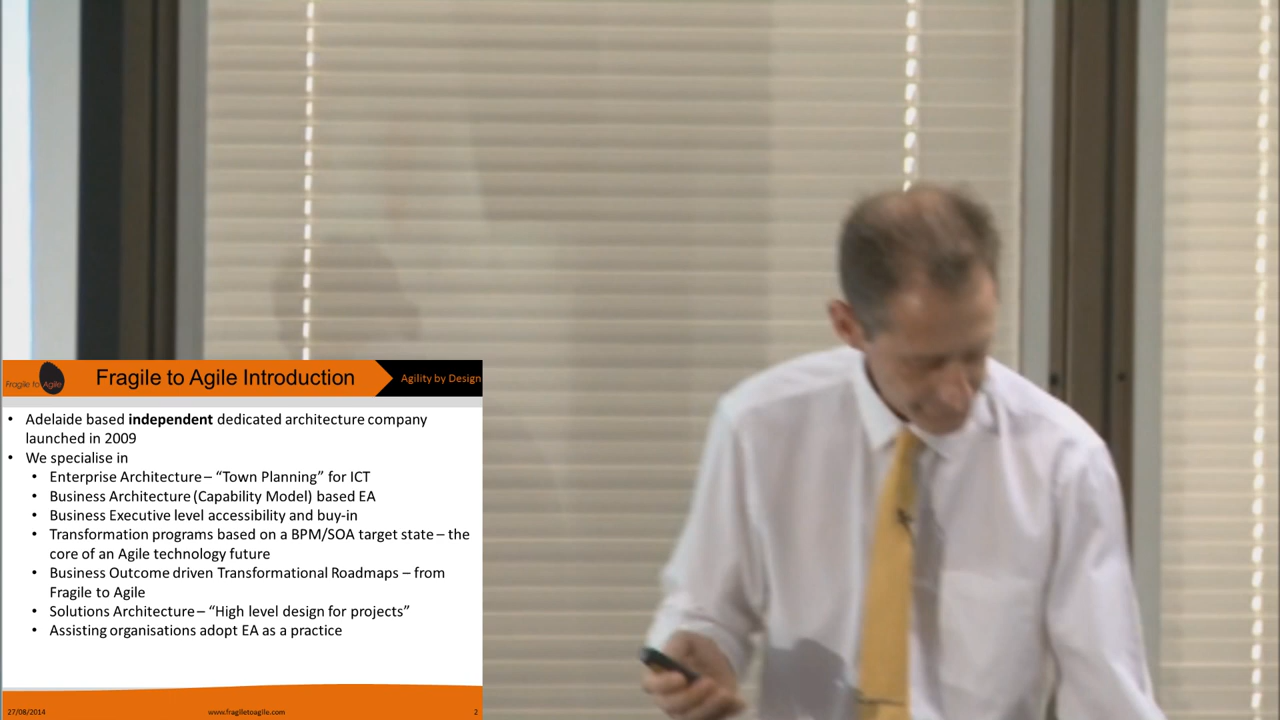 Fragile to Agile
Fragile to Agile Introduction
Agility by Design
• Adelaide based independent dedicated architecture company
launched in 2009
• We specialise in
• Enterprise Architecture – “Town Planning” for ICT
• Business Architecture (Capability Model) based EA
• Business Executive level accessibility and buy-in
• Transformation programs based on a BPM/SOA target state – the
core of an Agile technology future
• Business Outcome driven Transformational Roadmaps – from
Fragile to Agile
• Solutions Architecture – “High level design for projects”
• Assisting organisations adopt EA as a practice
27/08/2014
www.fragiletoagile.com
2